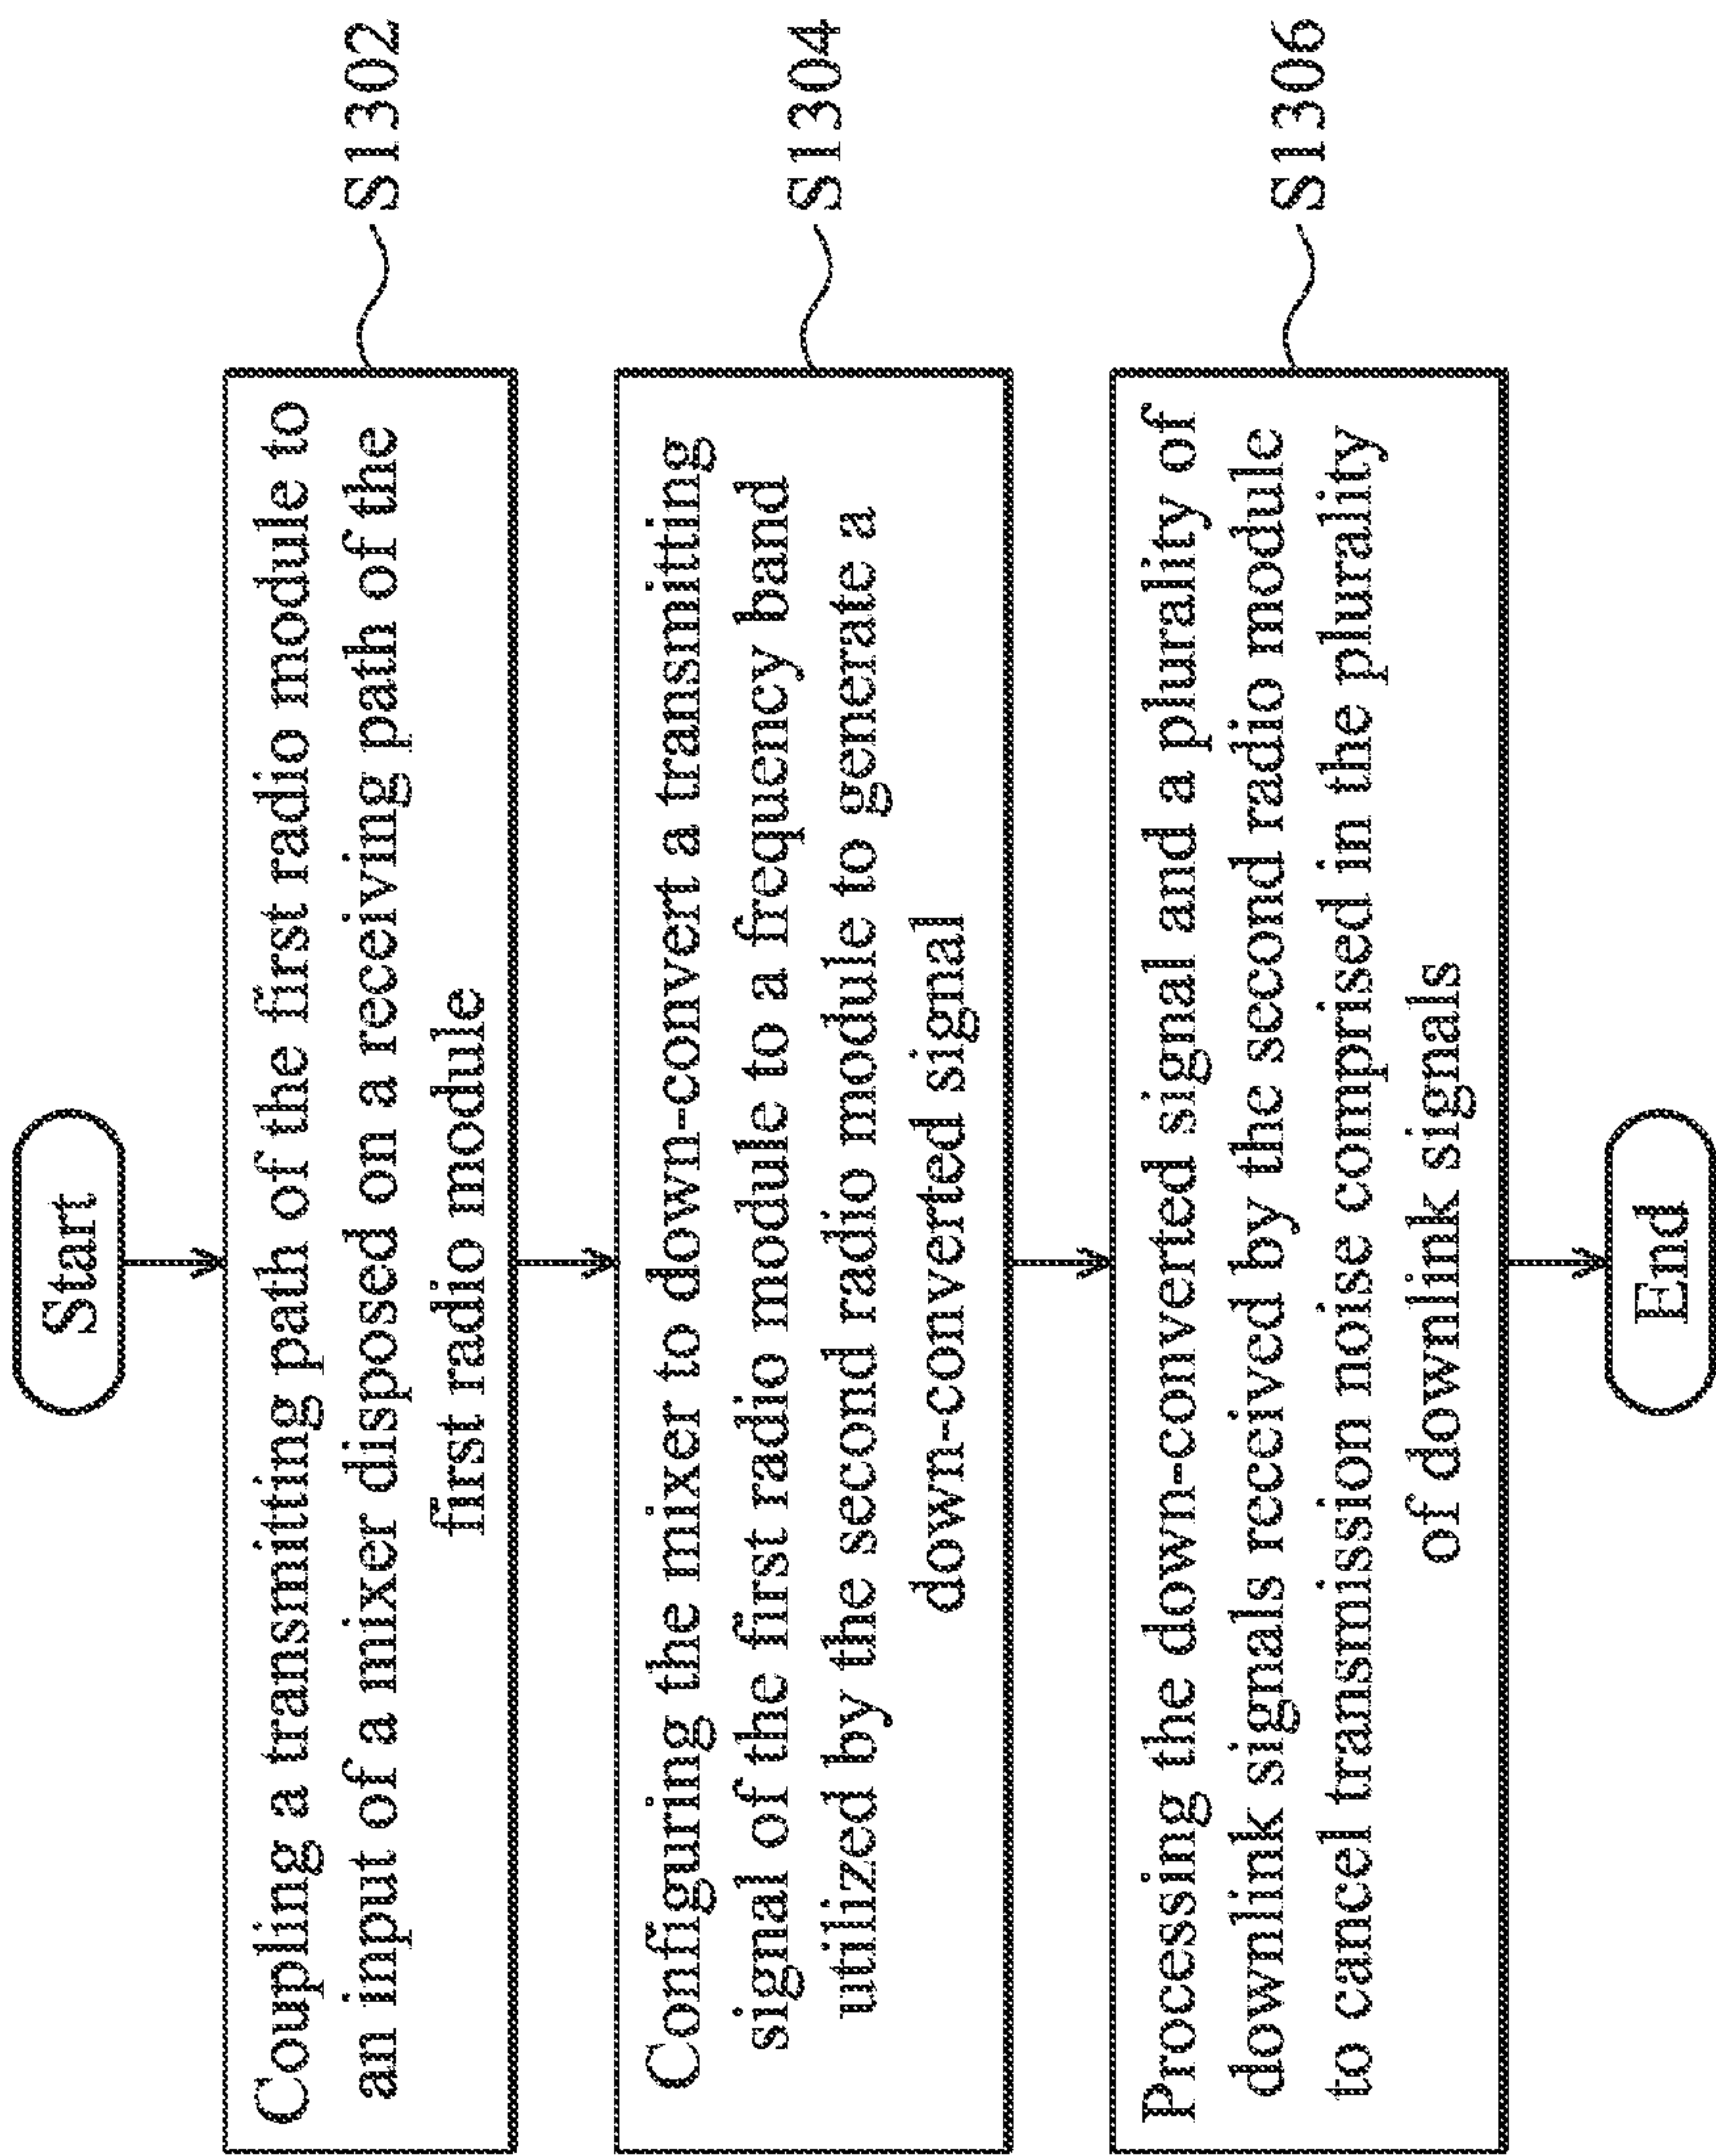 Start
Coupling a transmitting path of the first radio module to
an input of a mixer disposed on a receiving path of the
first radio module
S1302
Configuring the mixer to down-convert a transmitting
signal of the first radio module to a frequency band
utilized by the second radio module to generate a
down-converted signal
S1304
Processing the down-converted signal and a plurality of
downlink signals received by the second radio module
to cancel transmission noise comprised in the plurality
of downlink signals
S1306
End